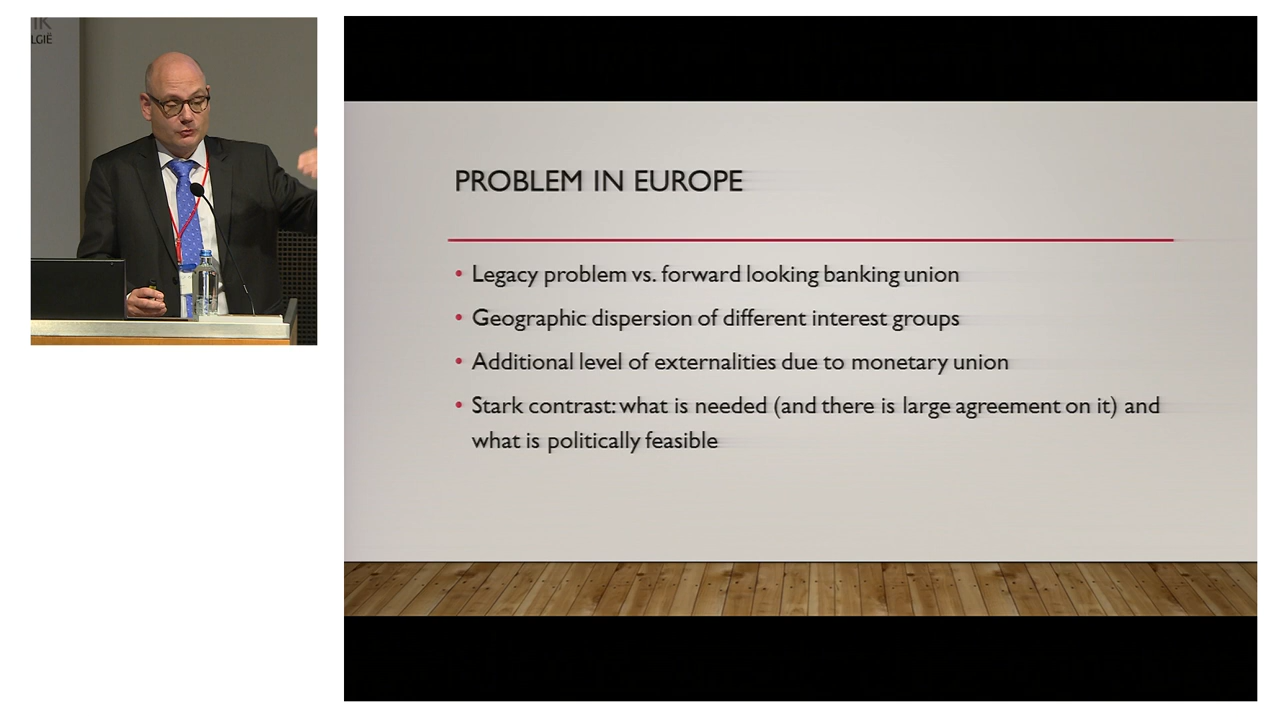 LGIË
PROBLEM IN EUROPE
• Legacy problem vs. forward looking banking union
• Geographic dispersion of different interest groups
• Additional level of externalities due to monetary union
• Stark contrast: what is needed (and there is large agreement on it) and
what is politically feasible